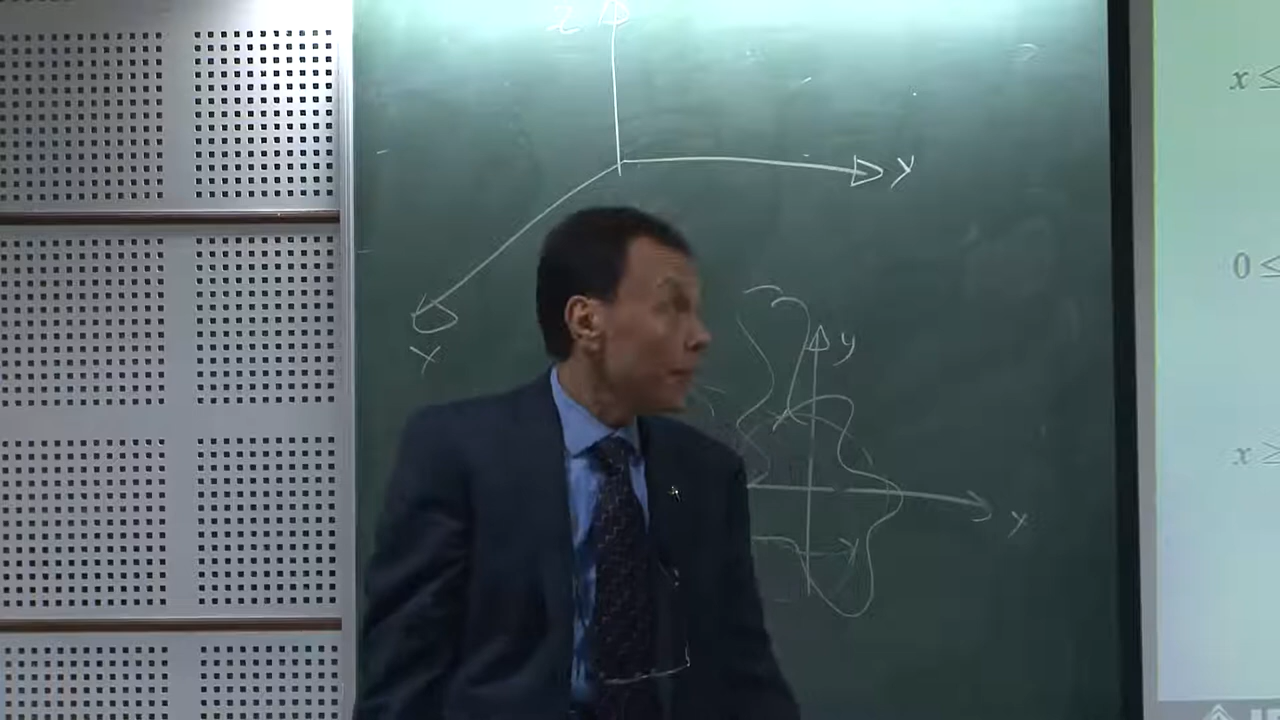 z
y
x
y
x
x ≤
0 ≤
x ≥